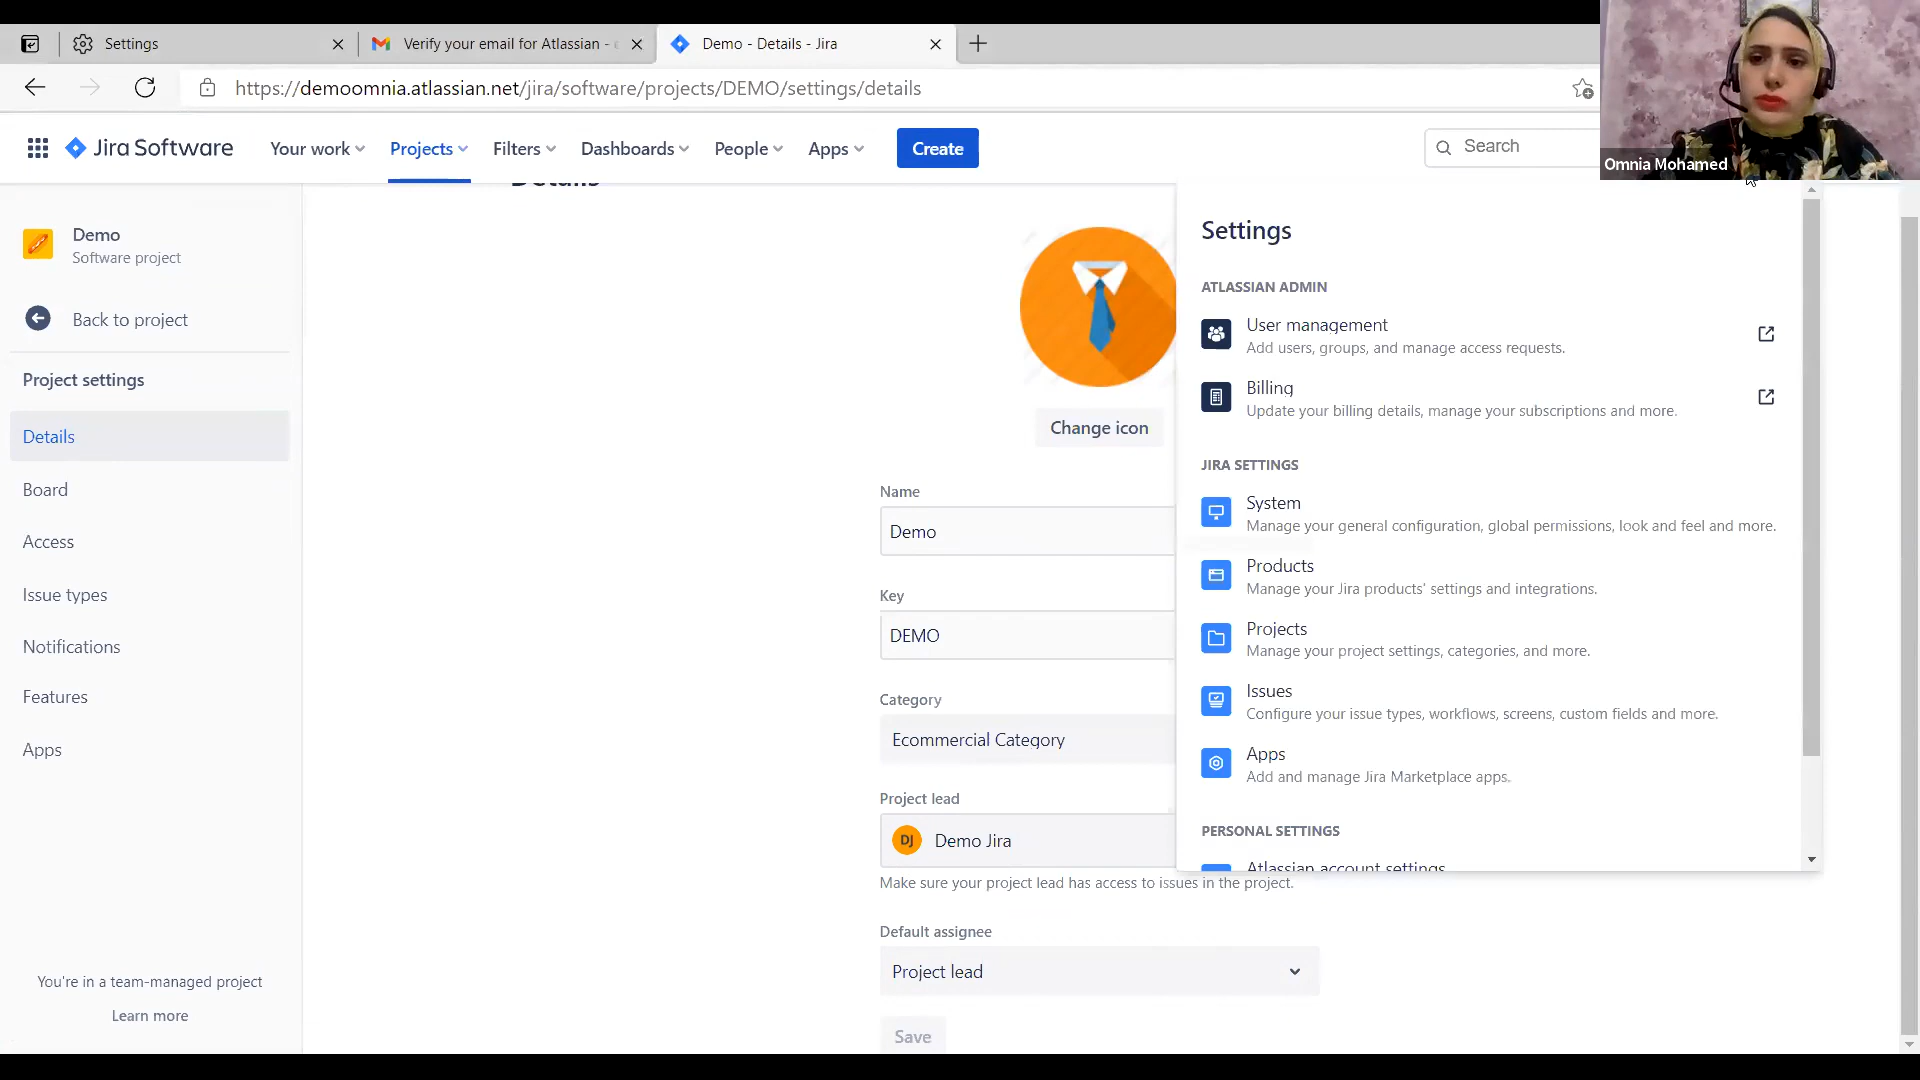 Settings
Verify your email for Atlassian -
Demo - Details - Jira
https://demoomnia.atlassian.net/jira/software/projects/DEMO/settings/details
Jira Software
Your work
Projects
Filters
Dashboards
People
Apps
Create
Search
Omnia Mohamed
Details
Demo
Software project
Back to project
Project settings
Details
Board
Access
Issue types
Notifications
Features
Apps
You're in a team-managed project
Learn more
Change icon
Name
Demo
Key
DEMO
Category
Ecommercial Category
Project lead
DJ
Demo Jira
Make sure your project lead has access to issues in the project.
Default assignee
Project lead
Save
Settings
ATLASSIAN ADMIN
User management
Add users, groups, and manage access requests.
Billing
Update your billing details, manage your subscriptions and more.
JIRA SETTINGS
System
Manage your general configuration, global permissions, look and feel and more.
Products
Manage your Jira products' settings and integrations.
Projects
Manage your project settings, categories, and more.
Issues
Configure your issue types, workflows, screens, custom fields and more.
Apps
Add and manage Jira Marketplace apps.
PERSONAL SETTINGS
Atlassian account settings